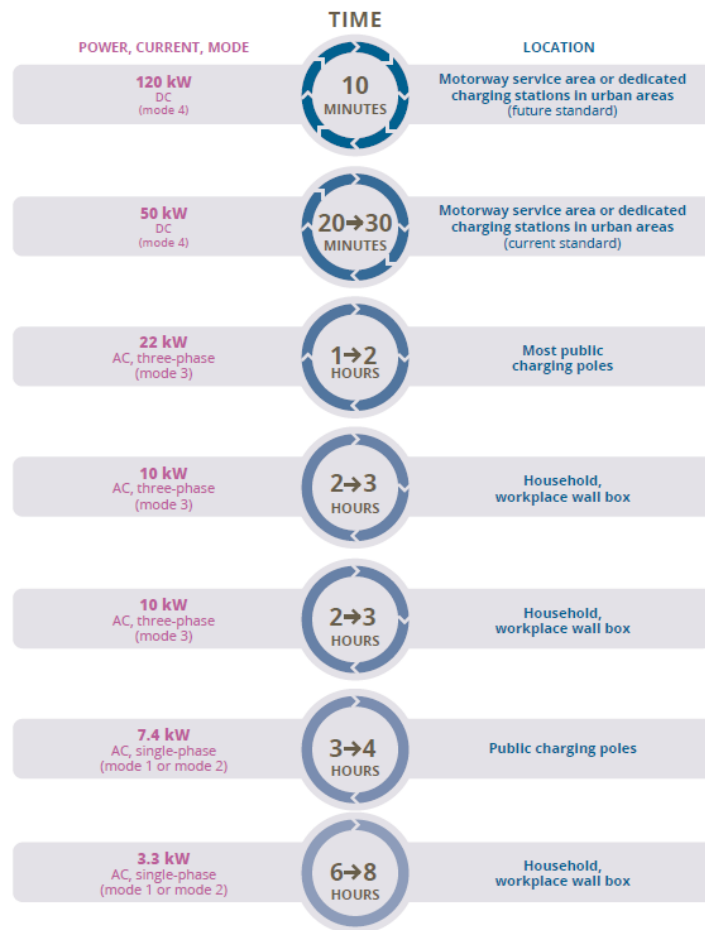 TIME
POWER, CURRENT, MODE
LOCATION
120 kW
DC
(mode 4)
10
MINUTES
Motorway service area or dedicated
charging stations in urban areas
(future standard)
50 kW
DC
(mode 4)
20→30
MINUTES
Motorway service area or dedicated
charging stations in urban areas
(current standard)
22 kW
AC, three-phase
(mode 3)
1→2
HOURS
Most public
charging poles
10 kW
AC, three-phase
(mode 3)
2→3
HOURS
Household,
workplace wall box
10 kW
AC, three-phase
(mode 3)
2→3
HOURS
Household,
workplace wall box
7.4 kW
AC, single-phase
(mode 1 or mode 2)
3→4
HOURS
Public charging poles
3.3 kW
AC, single-phase
(mode 1 or mode 2)
6→8
HOURS
Household,
workplace wall box